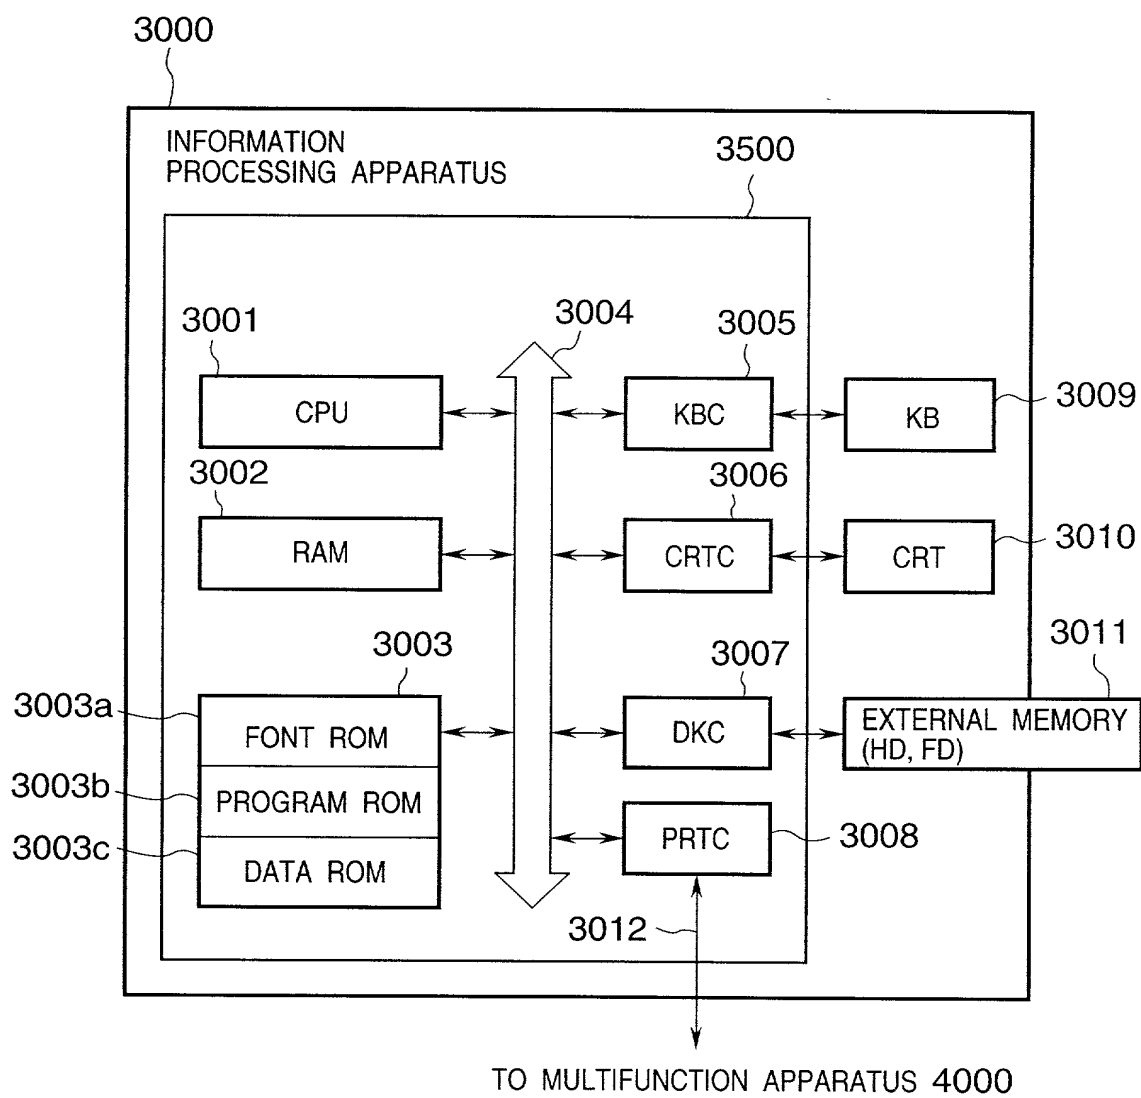 3000
INFORMATION
PROCESSING APPARATUS
3500
3001
3004
3005
CPU
KBC
KB
3009
3002
3006
RAM
CRTC
CRT
3010
3003
3007
3011
3003a
FONT ROM
DKC
EXTERNAL MEMORY
(HD, FD)
3003b
PROGRAM ROM
PRTC
3008
3003c
DATA ROM
3012
TO MULTIFUNCTION APPARATUS 4000